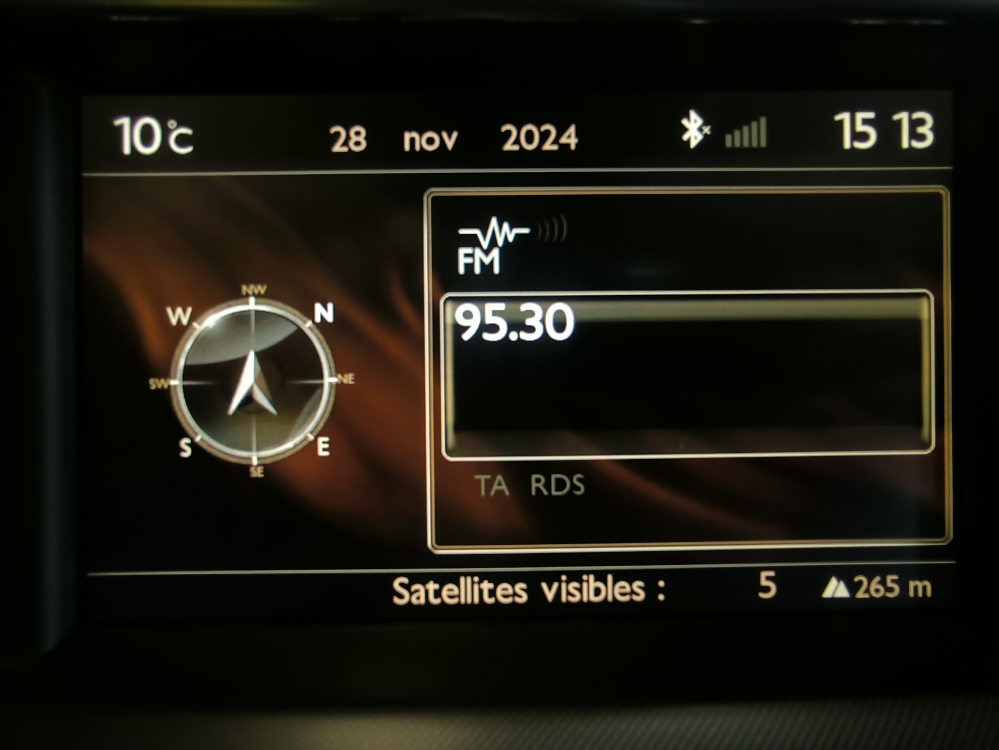 10°C 28 nov 2024 15 13
FM
95.30
TA RDS
NW
W N
SW NE
S E
SE
Satellites visibles : 5 265 m